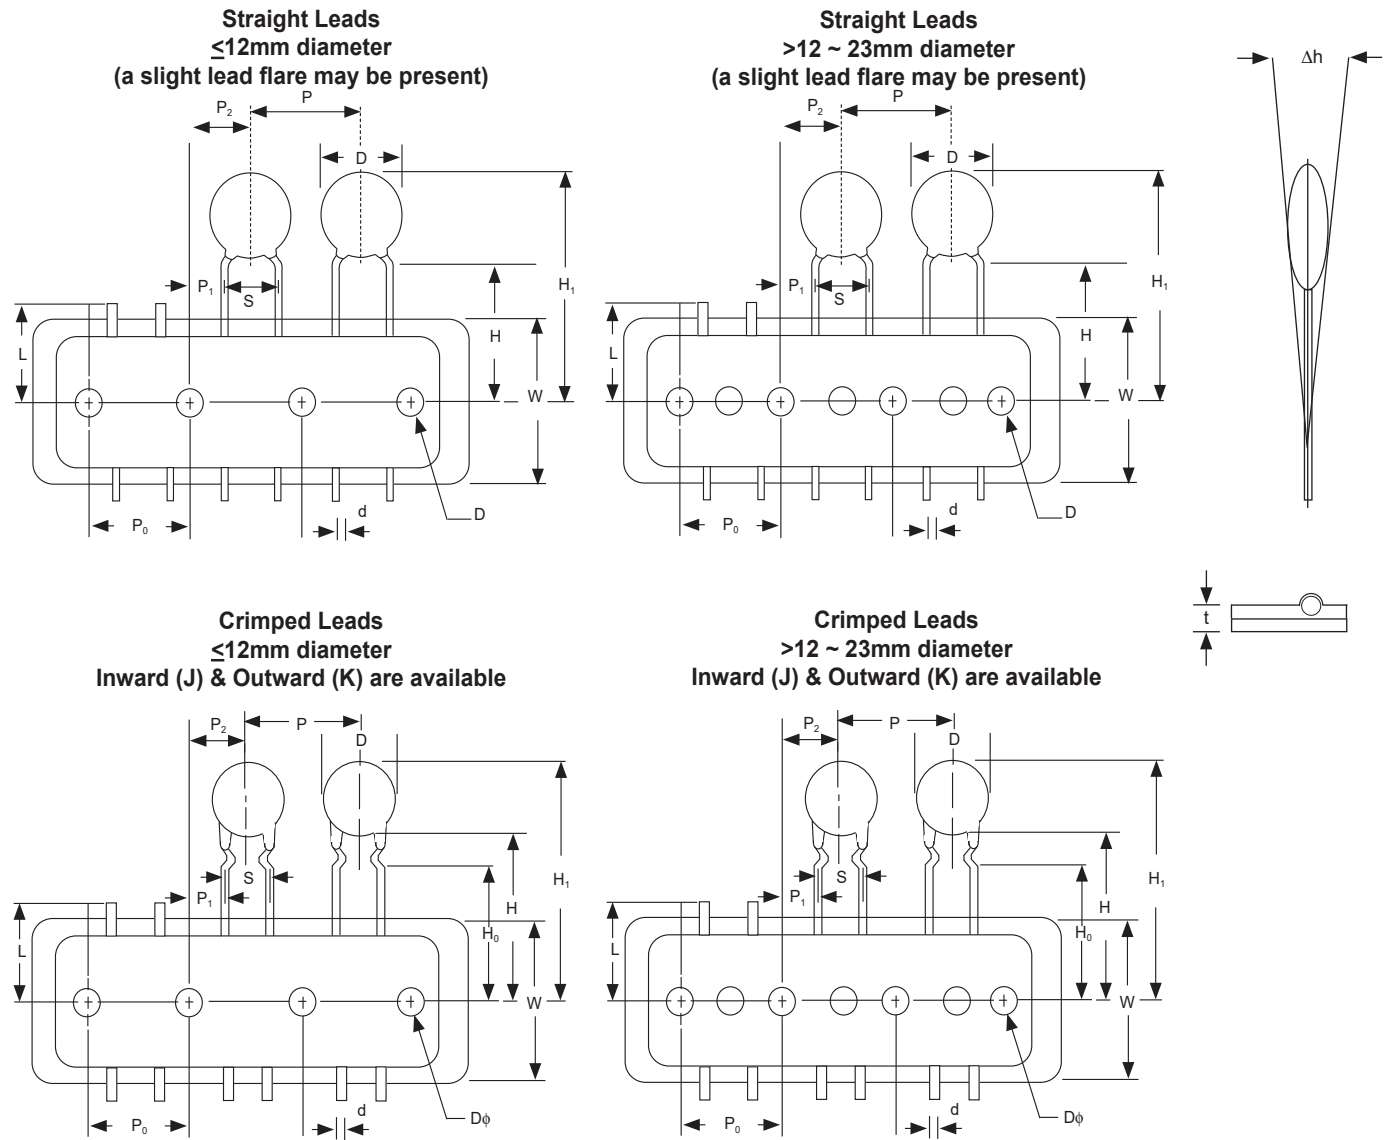 Straight Leads
≤12mm diameter
(a slight lead flare may be present)
P
P₂
D
P₁
S
H₁
H
L
W
P₀
d
D
Straight Leads
>12 ~ 23mm diameter
(a slight lead flare may be present)
P
P₂
D
P₁
S
H₁
H
L
W
P₀
d
D
Δh
t
Crimped Leads
≤12mm diameter
Inward (J) & Outward (K) are available
P₂
P
D
S
P₁
H₁
H
H₀
L
W
P₀
d
Dϕ
Crimped Leads
>12 ~ 23mm diameter
Inward (J) & Outward (K) are available
P₂
P
D
S
P₁
H₁
H
H₀
L
W
P₀
d
Dϕ